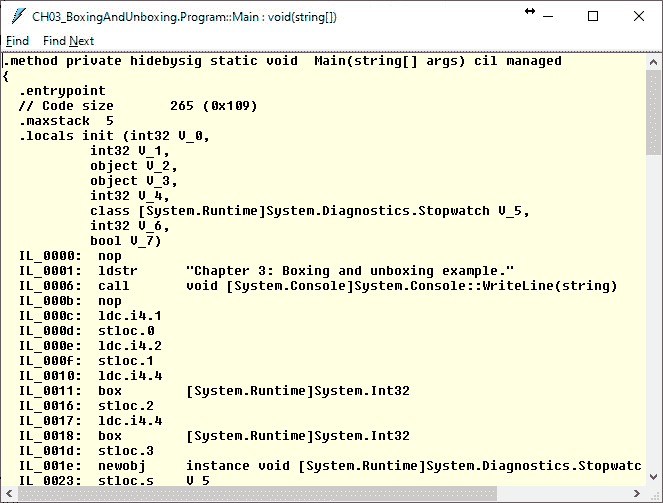 CH03_BoxingAndUnboxing.Program::Main : void(string[])
Find Find Next
.method private hidebysig static void  Main(string[] args) cil managed
{
  .entrypoint
  // Code size       265 (0x109)
  .maxstack  5
  .locals init (int32 V_0,
           int32 V_1,
           object V_2,
           object V_3,
           int32 V_4,
           class [System.Runtime]System.Diagnostics.Stopwatch V_5,
           int32 V_6,
           bool V_7)
  IL_0000:  nop
  IL_0001:  ldstr      "Chapter 3: Boxing and unboxing example."
  IL_0006:  call       void [System.Console]System.Console::WriteLine(string)
  IL_000b:  nop
  IL_000c:  ldc.i4.1
  IL_000d:  stloc.0
  IL_000e:  ldc.i4.2
  IL_000f:  stloc.1
  IL_0010:  ldc.i4.4
  IL_0011:  box        [System.Runtime]System.Int32
  IL_0016:  stloc.2
  IL_0017:  ldc.i4.4
  IL_0018:  box        [System.Runtime]System.Int32
  IL_001d:  stloc.3
  IL_001e:  newobj     instance void [System.Runtime]System.Diagnostics.Stopwatc
  IL_0023:  stloc.s    V_5